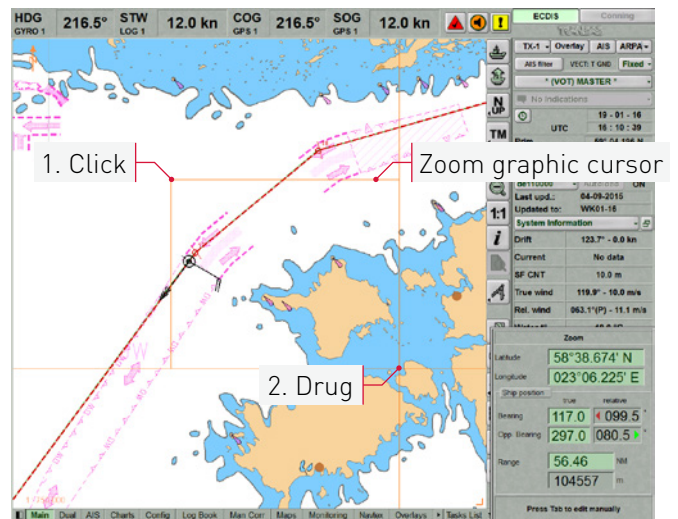 HDG 216.5° STW 12.0 kn COG 216.5° SOG 12.0 kn
GYRO 1 LOG 1 GPS 1 GPS 1
ECDIS Conning
TX-1 Overlay AIS ARPA
AIS filter VECT: T GND Fixed
* (VOT) MASTER *
No Indications
19 - 01 - 16
UTC 16 : 10 : 39
N
UP
TM
1. Click
Zoom graphic cursor
ON
Last upd.: 04-09-2015
Updated to: WK01-16
1:1
System Information
i
Drift 123.7° - 0.0 kn
Current No data
SF CNT 10.0 m
True wind 119.9° - 10.0 m/s
Rel. wind 063.1°(P) - 11.1 m/s
Zoom
Latitude 58°38.674' N
Longitude 023°06.225' E
2. Drug
Ship position
true relative
Bearing 117.0 099.5 °
Opp. Bearing 297.0 080.5 °
Range 56.46 NM
104557 m
Press Tab to edit manually
Main Dual AIS Charts Config Log Book Man Corr Maps Monitoring Navtex Overlays Tasks List